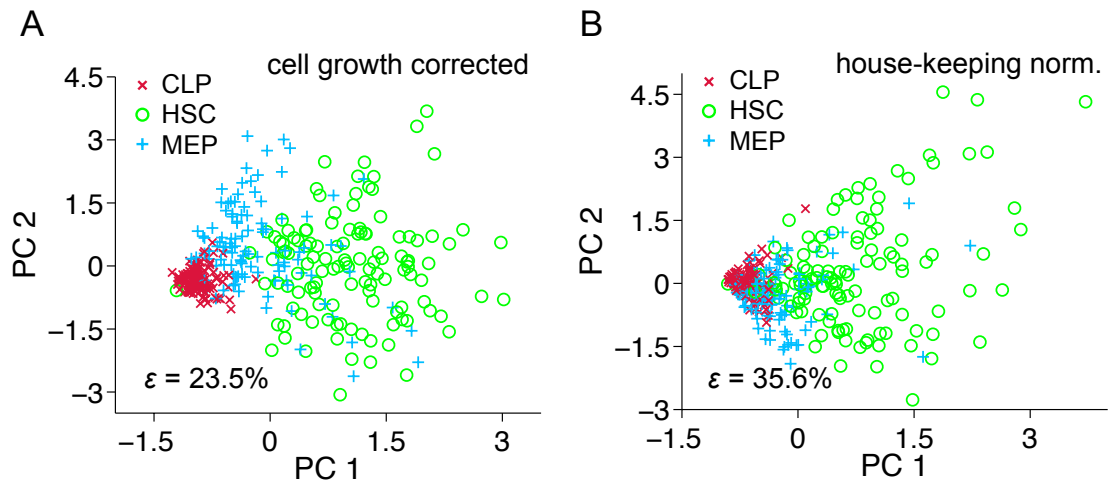 A
cell growth corrected
CLP
HSC
MEP
4.5
3
1.5
0
−1.5
−3
PC 2
ε = 23.5%
−1.5
0
1.5
3
PC 1
B
house-keeping norm.
CLP
HSC
MEP
4.5
3
1.5
0
−1.5
−3
PC 2
ε = 35.6%
−1.5
0
1.5
3
PC 1